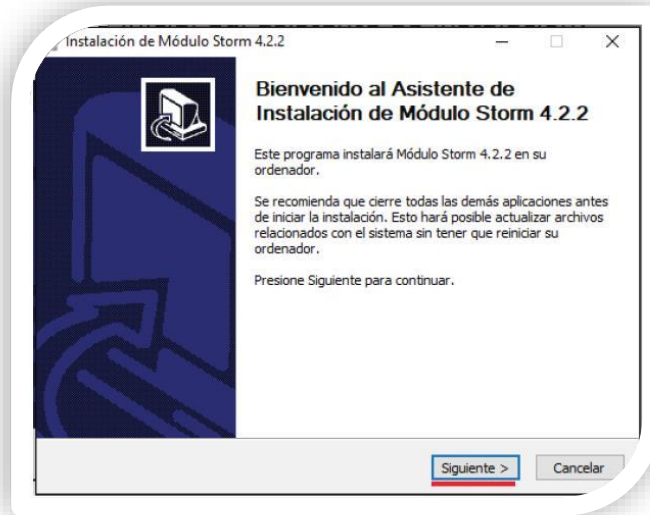 Instalación de Módulo Storm 4.2.2
Bienvenido al Asistente de
Instalación de Módulo Storm 4.2.2
Este programa instalará Módulo Storm 4.2.2 en su
ordenador.
Se recomienda que cierre todas las demás aplicaciones antes
de iniciar la instalación. Esto hará posible actualizar archivos
relacionados con el sistema sin tener que reiniciar su
ordenador.
Presione Siguiente para continuar.
Siguiente >
Cancelar